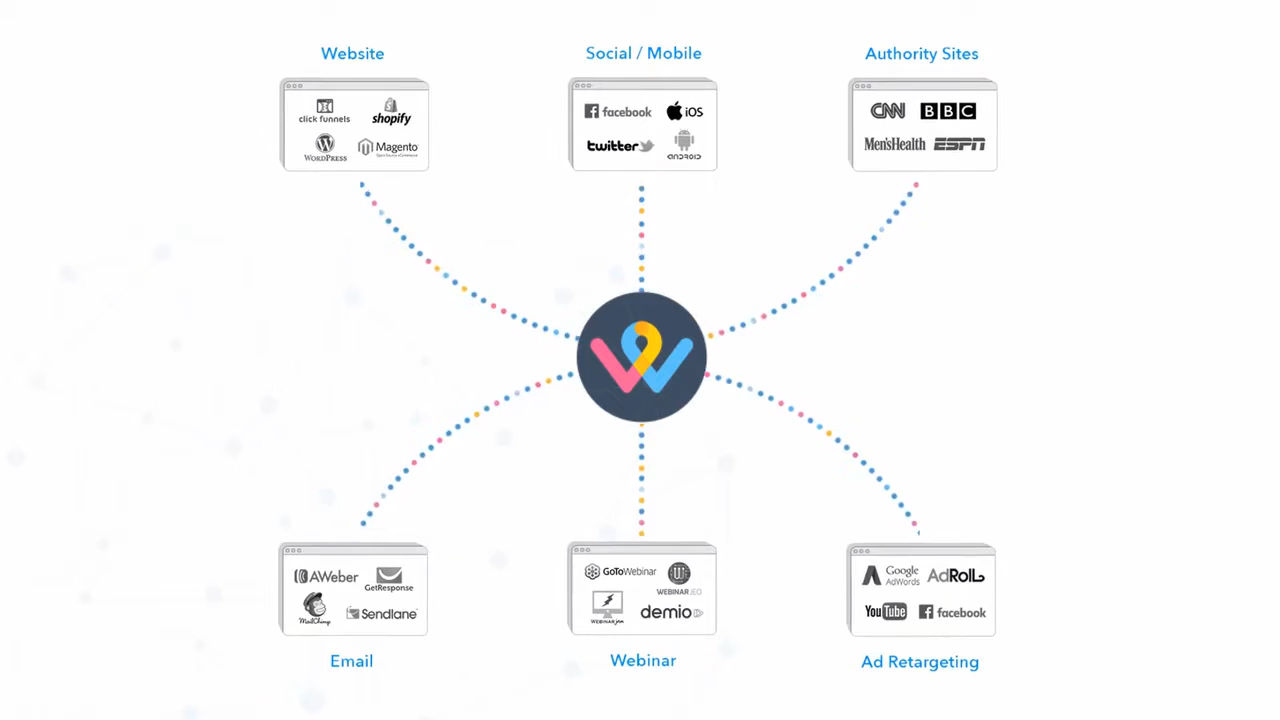 Website
Social / Mobile
Authority Sites
click funnels
shopify
WORDPRESS
Magento
facebook
iOS
twitter
ANDROID
CNN
BBC
Men'sHealth
ESPN
AWeber
GetResponse
MailChimp
Sendlane
GoToWebinar
WEBINARJEO
WEBINARJam
demio
Google
AdWords
AdRoll
YouTube
facebook
Email
Webinar
Ad Retargeting